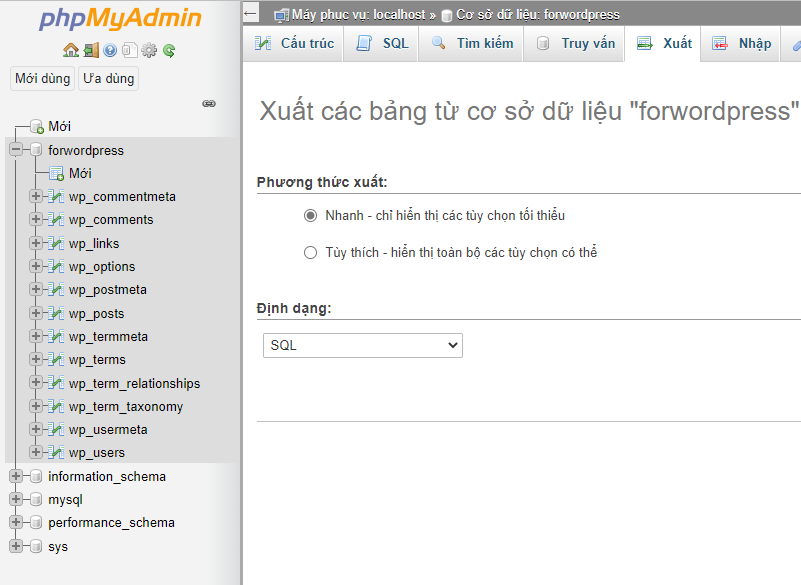 phpMyAdmin
Mới dùng Ưa dùng
Mới
forwordpress
Mới
wp_commentmeta
wp_comments
wp_links
wp_options
wp_postmeta
wp_posts
wp_termmeta
wp_terms
wp_term_relationships
wp_term_taxonomy
wp_usermeta
wp_users
information_schema
mysql
performance_schema
sys
Máy phục vụ: localhost » Cơ sở dữ liệu: forwordpress
Cấu trúc SQL Tìm kiếm Truy vấn Xuất Nhập
Xuất các bảng từ cơ sở dữ liệu "forwordpress"
Phương thức xuất:
Nhanh - chỉ hiển thị các tùy chọn tối thiểu
Tùy thích - hiển thị toàn bộ các tùy chọn có thể
Định dạng:
SQL